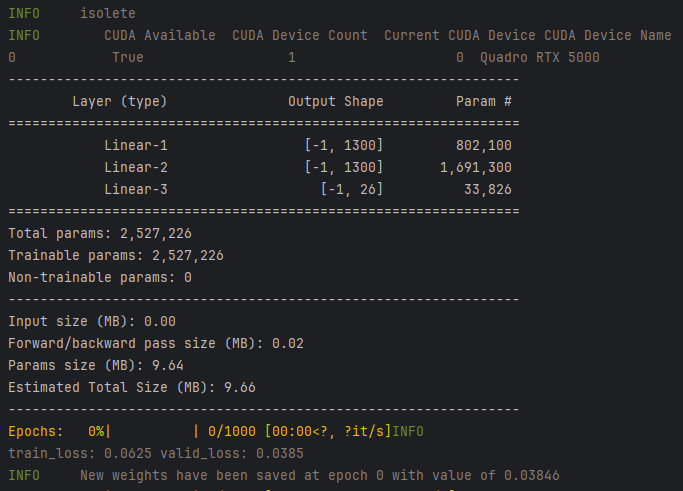 INFO     isolete
INFO        CUDA Available  CUDA Device Count  Current CUDA Device CUDA Device Name
0            True                  1                    0  Quadro RTX 5000
----------------------------------------------------------------
        Layer (type)               Output Shape         Param #
================================================================
            Linear-1                 [-1, 1300]         802,100
            Linear-2                 [-1, 1300]       1,691,300
            Linear-3                   [-1, 26]          33,826
================================================================
Total params: 2,527,226
Trainable params: 2,527,226
Non-trainable params: 0
----------------------------------------------------------------
Input size (MB): 0.00
Forward/backward pass size (MB): 0.02
Params size (MB): 9.64
Estimated Total Size (MB): 9.66
----------------------------------------------------------------
Epochs:   0%|          | 0/1000 [00:00<?, ?it/s]INFO
train_loss: 0.0625 valid_loss: 0.0385
INFO     New weights have been saved at epoch 0 with value of 0.03846